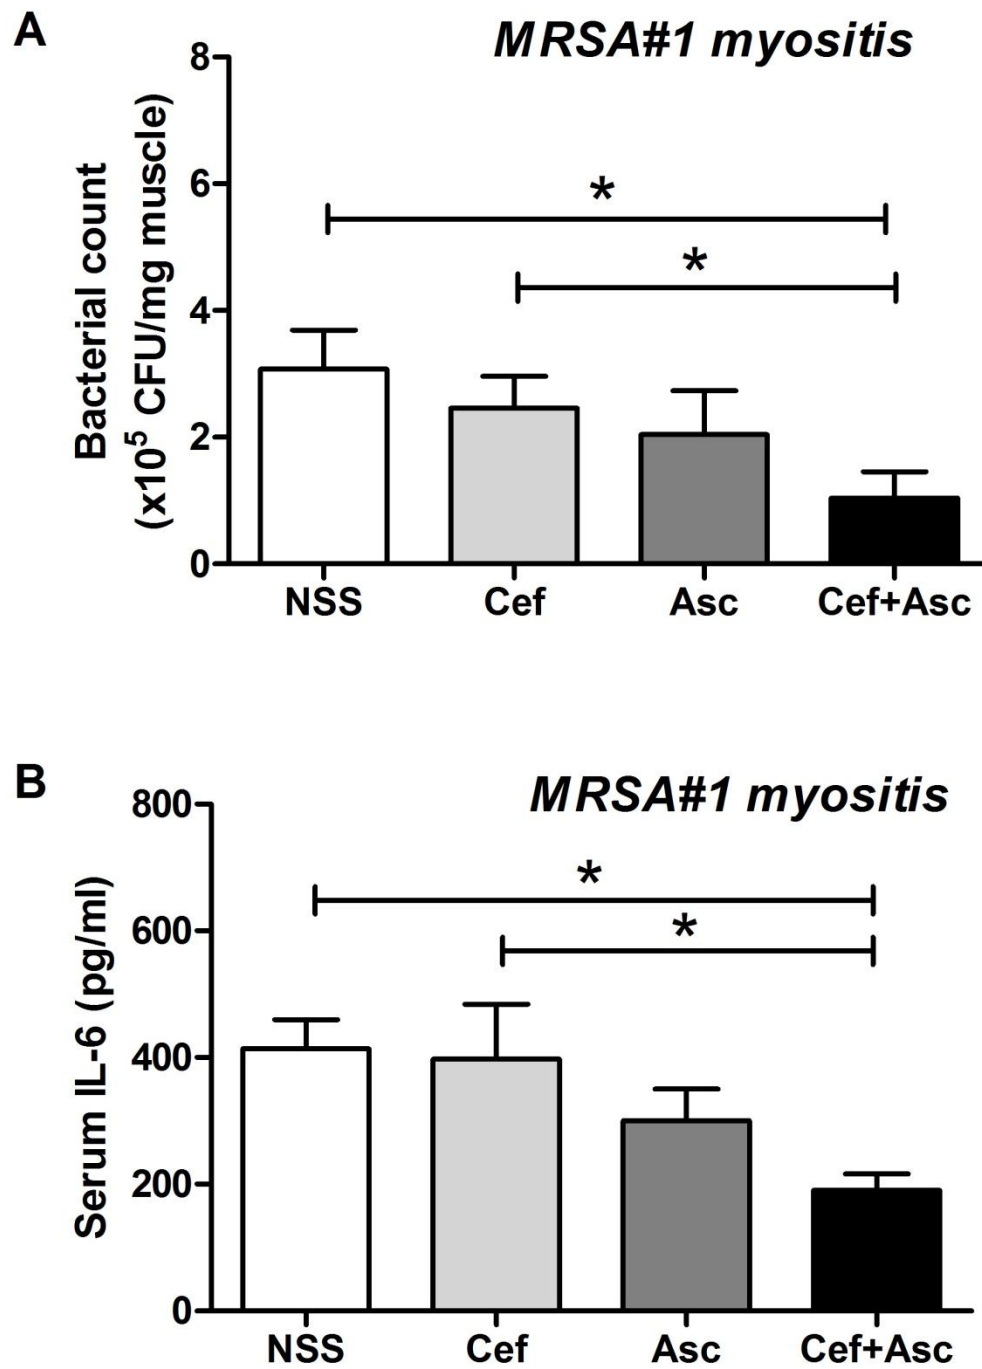 A
MRSA#1 myositis
Bacterial count
(x10⁵ CFU/mg muscle)
8
6
4
2
0
*
*
NSS Cef Asc Cef+Asc
B
MRSA#1 myositis
Serum IL-6 (pg/ml)
800
600
400
200
0
*
*
NSS Cef Asc Cef+Asc